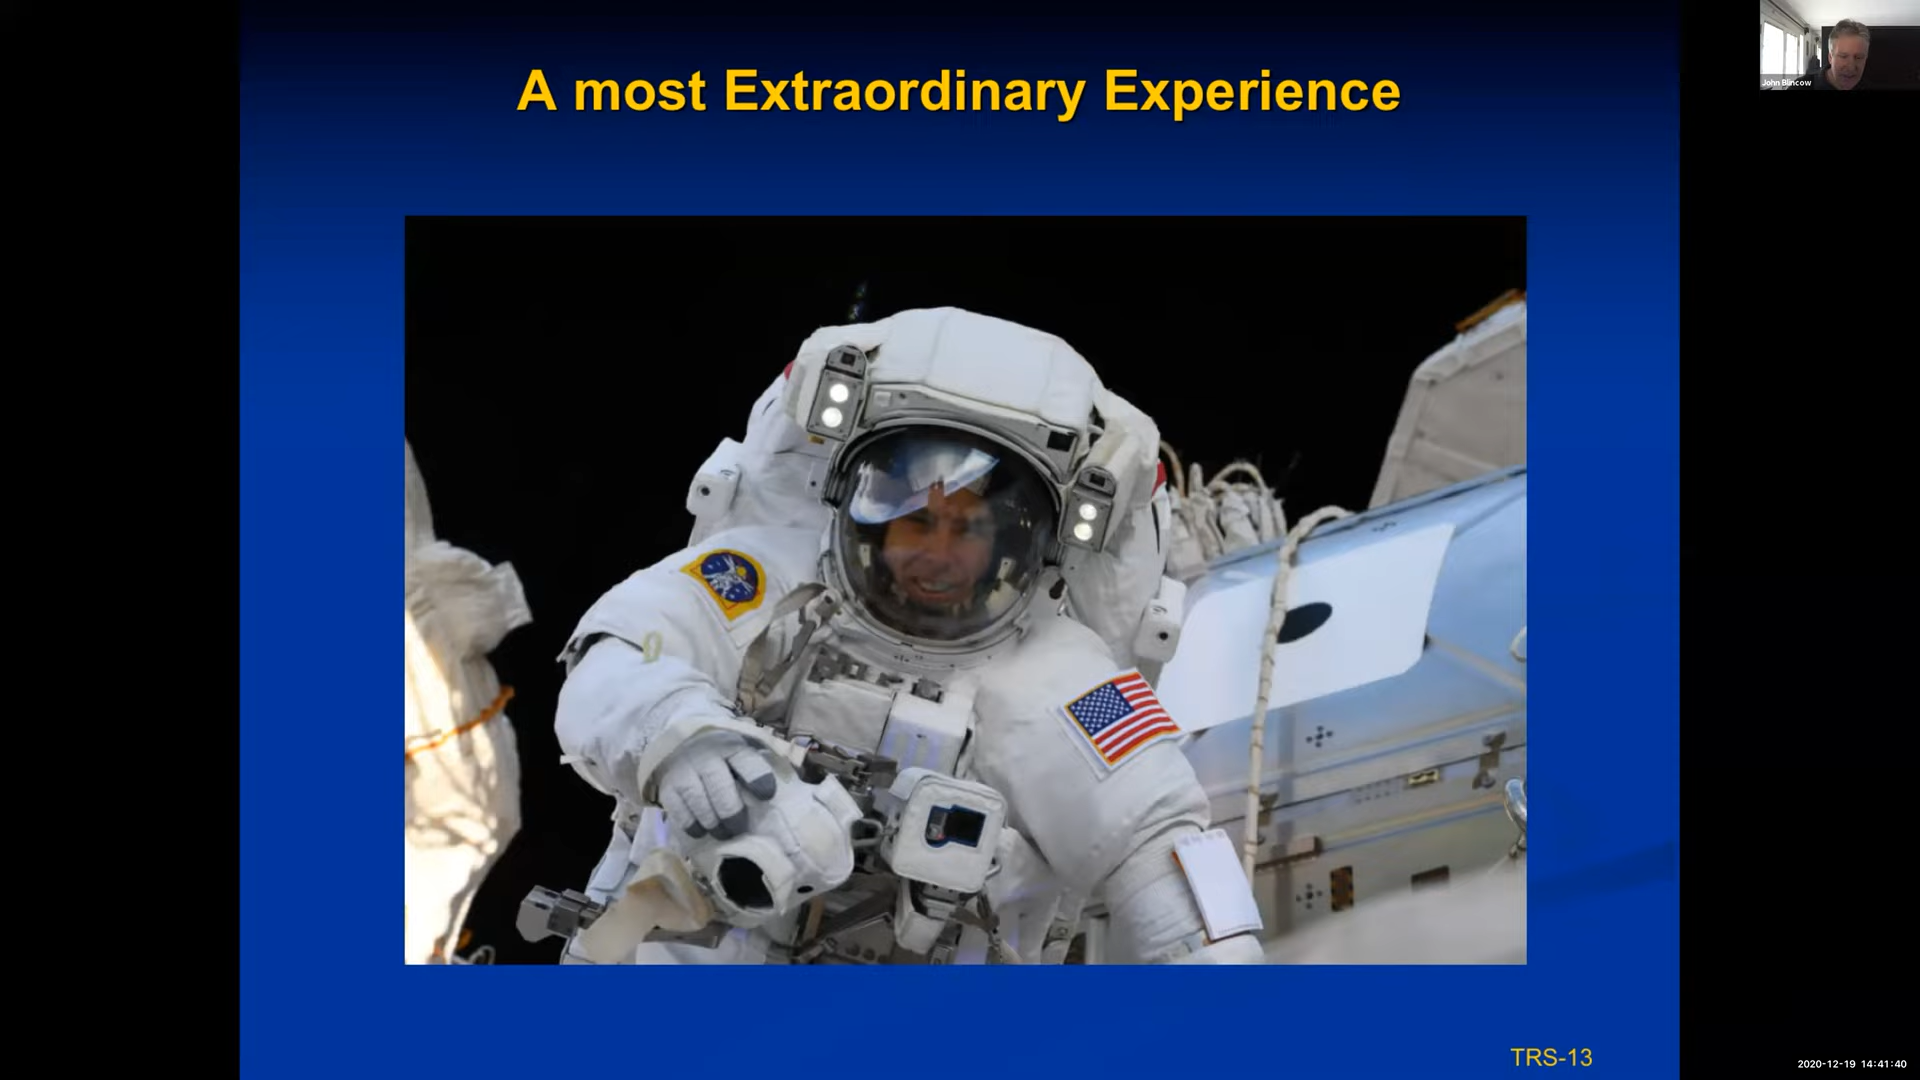 A most Extraordinary Experience
John Blincow
TRS-13
2020-12-19 14:41:40